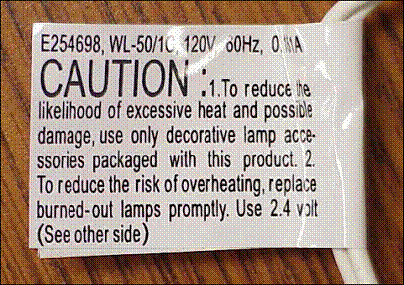 E254698, WL-50/1C, 120V, 60Hz,
CAUTION :1.To reduce the
likelihood of excessive heat and possible
damage, use only decorative lamp acce-
ssories packaged with this product. 2.
To reduce the risk of overheating, replace
burned-out lamps promptly. Use 2.4 volt
(See other side)